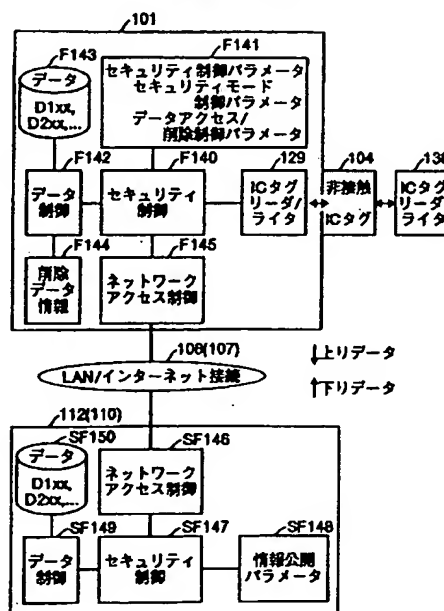 101
F143
データ
D1xx,
D2xx,...
F141
セキュリティ制御パラメータ
セキュリティモード
制御パラメータ
データアクセス/
削除制御パラメータ
F142
データ
制御
F140
セキュリティ
制御
129
ICタグ
リーダ/
ライタ
104
非接触
ICタグ
130
ICタグ
リーダ/
ライタ
F144
削除
データ
情報
F145
ネットワーク
アクセス制御
106(107)
LAN/インターネット接続
↓上りデータ
↑下りデータ
112(110)
SF150
データ
D1xx,
D2xx,...
SF146
ネットワーク
アクセス制御
SF149
データ
制御
SF147
セキュリティ
制御
SF148
情報公開
パラメータ